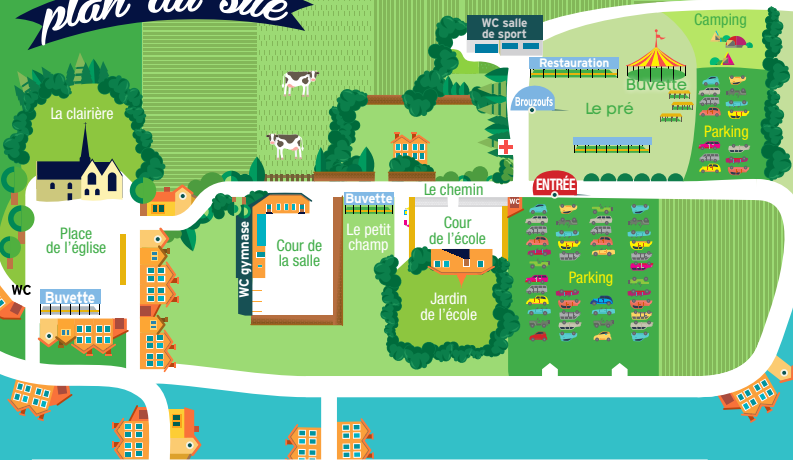 plan du site
WC salle
de sport
Camping
Restauration
Buvette
Brouzoufs
Le pré
Parking
La clairière
ENTRÉE
Le chemin
Buvette
WC
Place
de l'église
WC gymnase
Cour de
la salle
Le petit
champ
Cour
de l'école
Parking
WC
Buvette
Jardin
de l'école